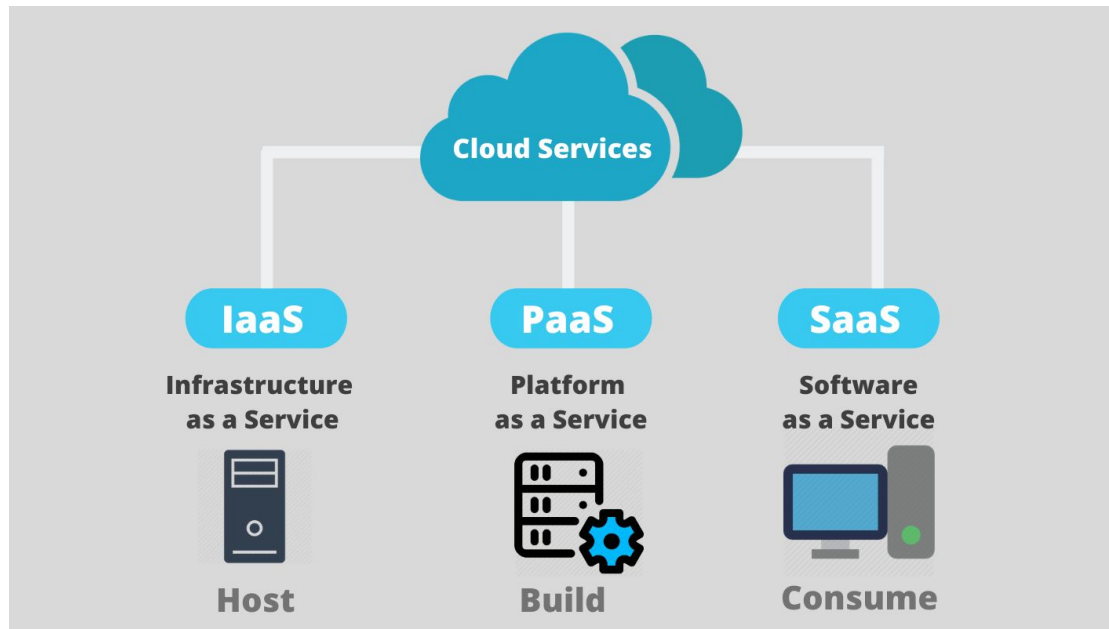 Cloud Services
IaaS
Infrastructure
as a Service
Host
PaaS
Platform
as a Service
Build
SaaS
Software
as a Service
Consume